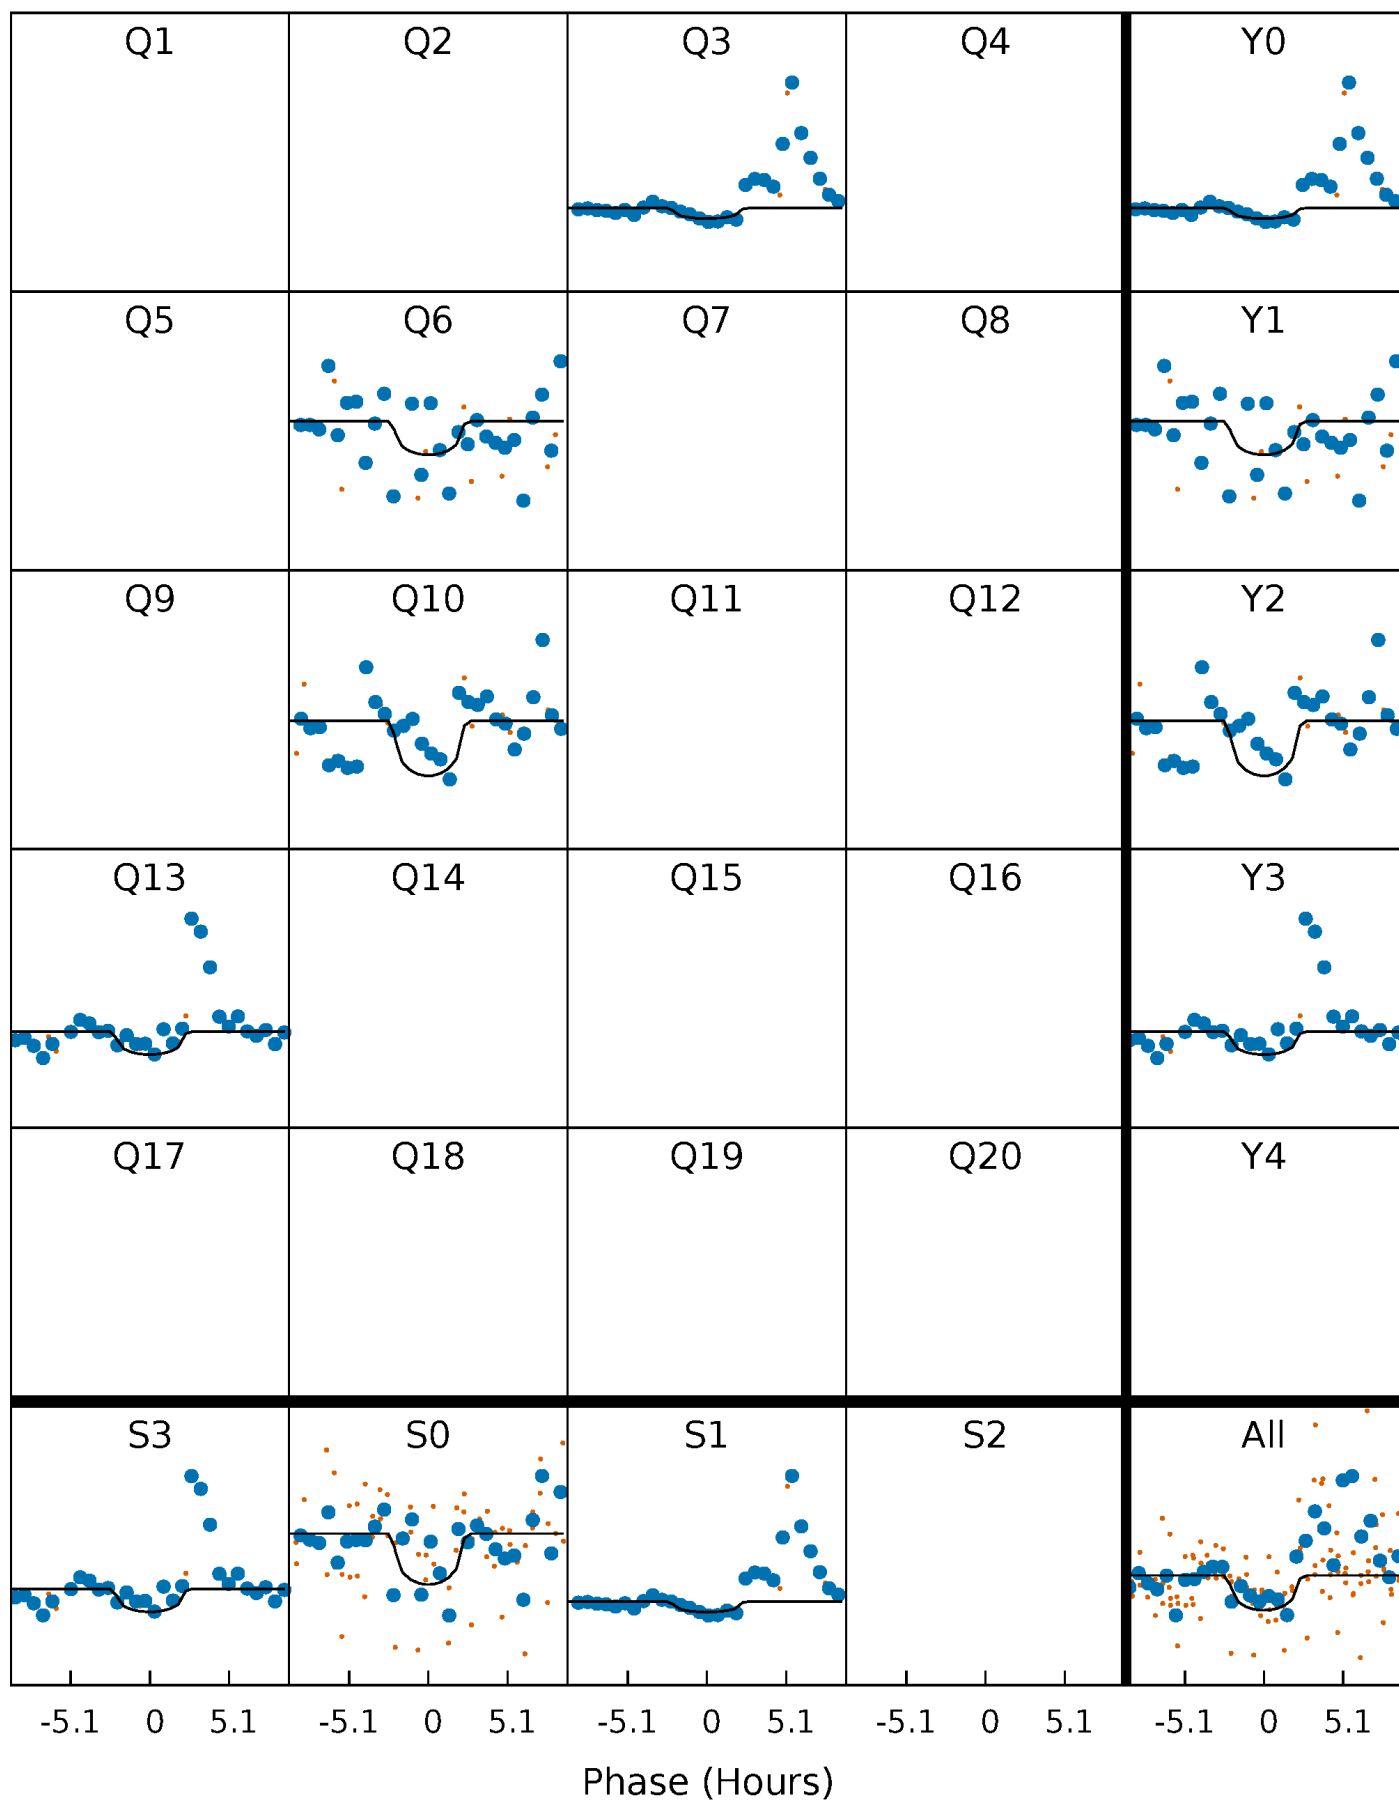 Q1 Q2 Q3 Q4 Y0
Q5 Q6 Q7 Q8 Y1
Q9 Q10 Q11 Q12 Y2
Q13 Q14 Q15 Q16 Y3
Q17 Q18 Q19 Q20 Y4
S3 S0 S1 S2 All
-5.1 0 5.1 -5.1 0 5.1 -5.1 0 5.1 -5.1 0 5.1 -5.1 0 5.1
Phase (Hours)